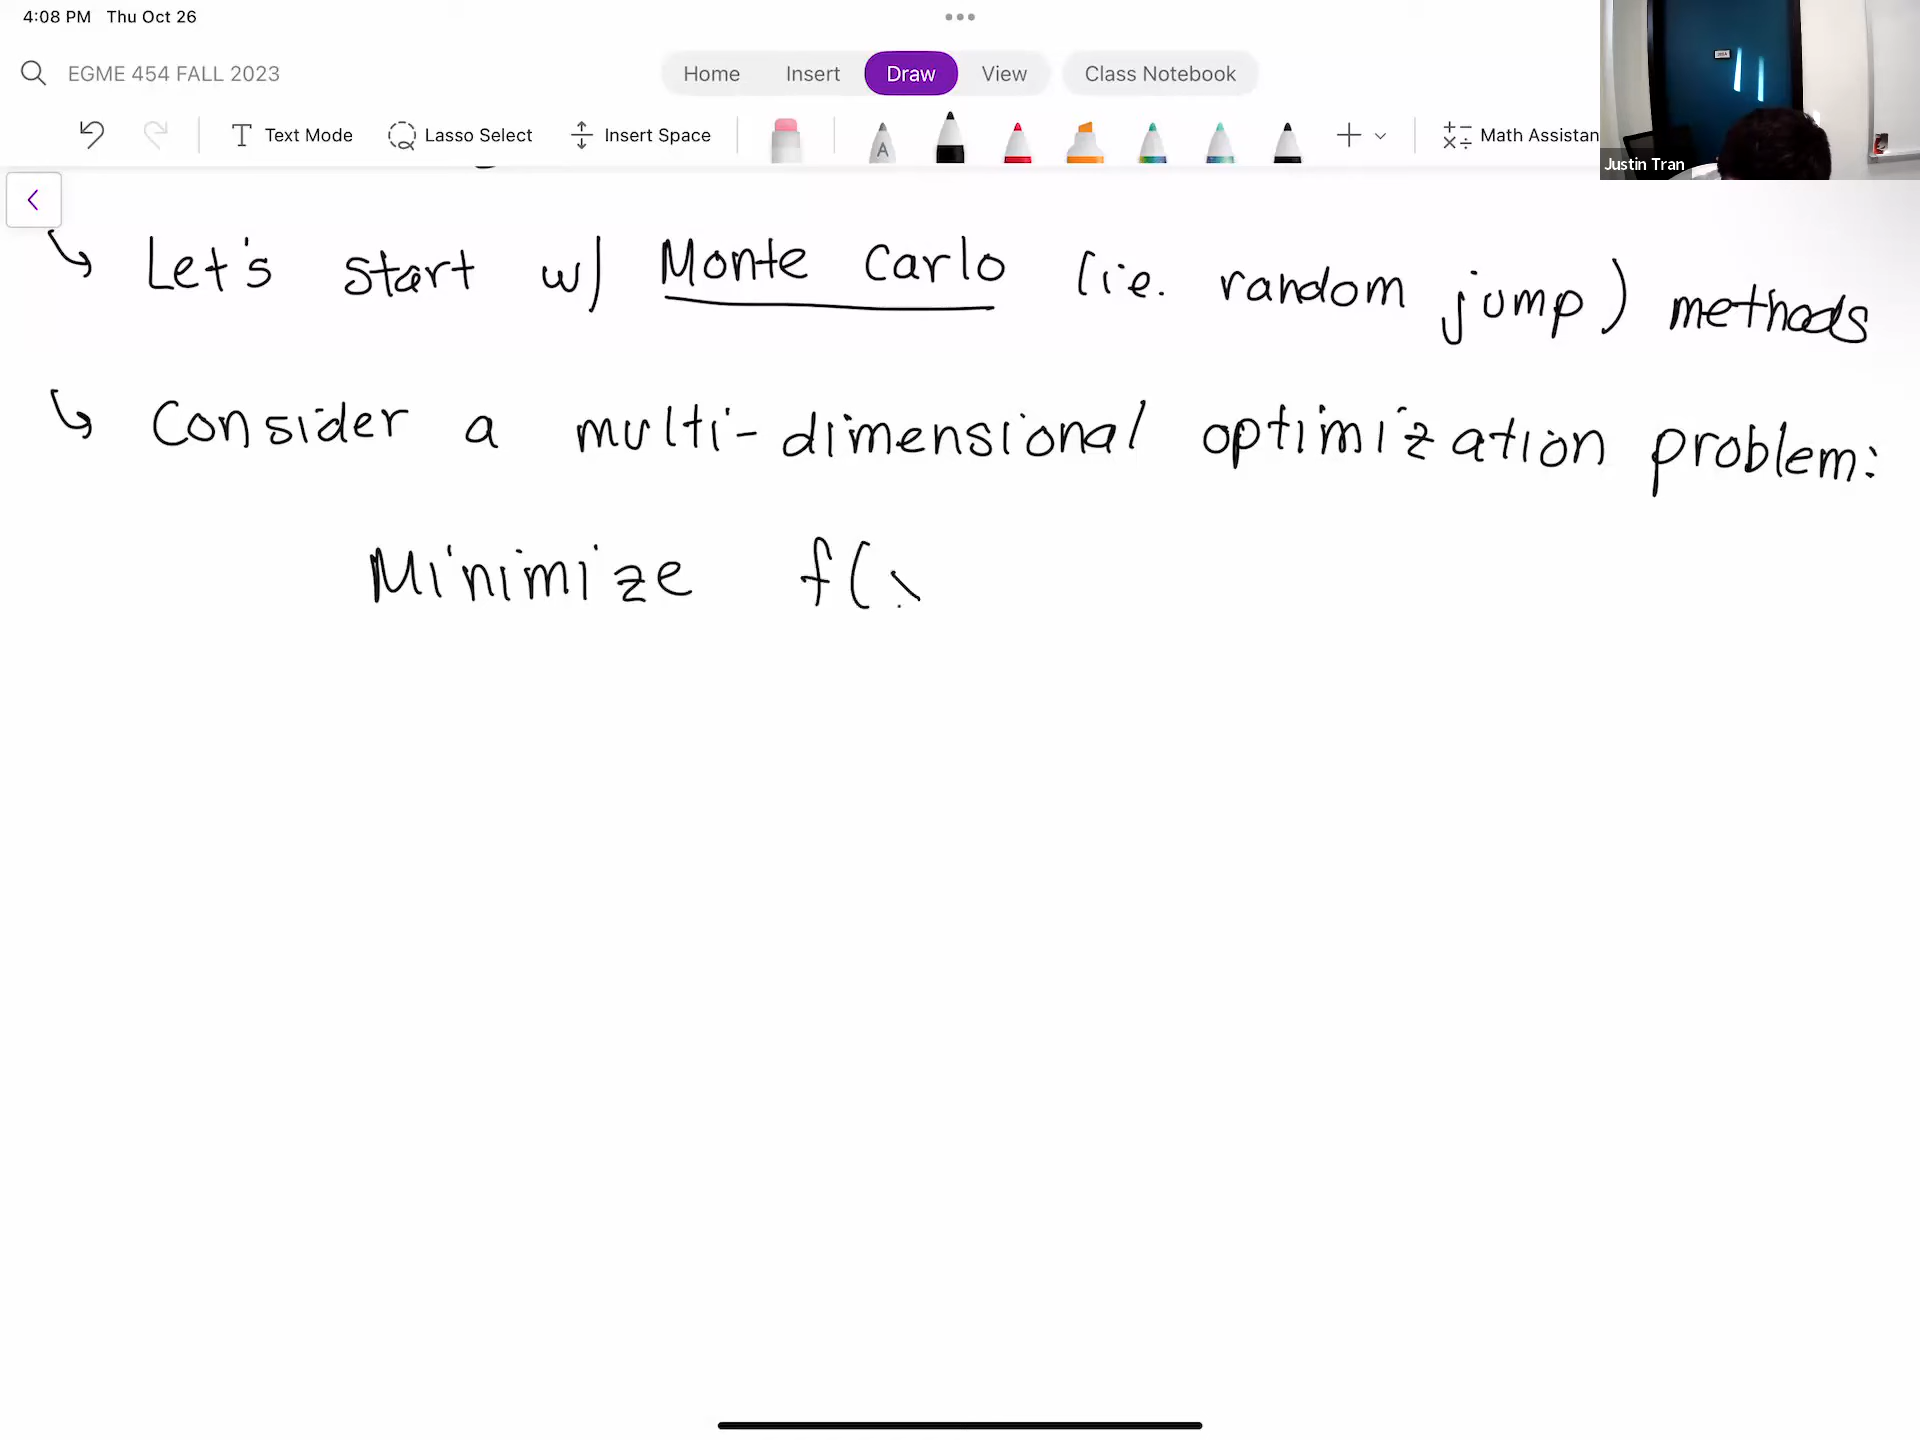 4:08 PM Thu Oct 26
EGME 454 FALL 2023
Home Insert Draw View Class Notebook
Text Mode Lasso Select Insert Space A Math Assistan
Justin Tran
Let's start w/ Monte Carlo (ie. random jump) methods
Consider a multi-dimensional optimization problem:
Minimize f(